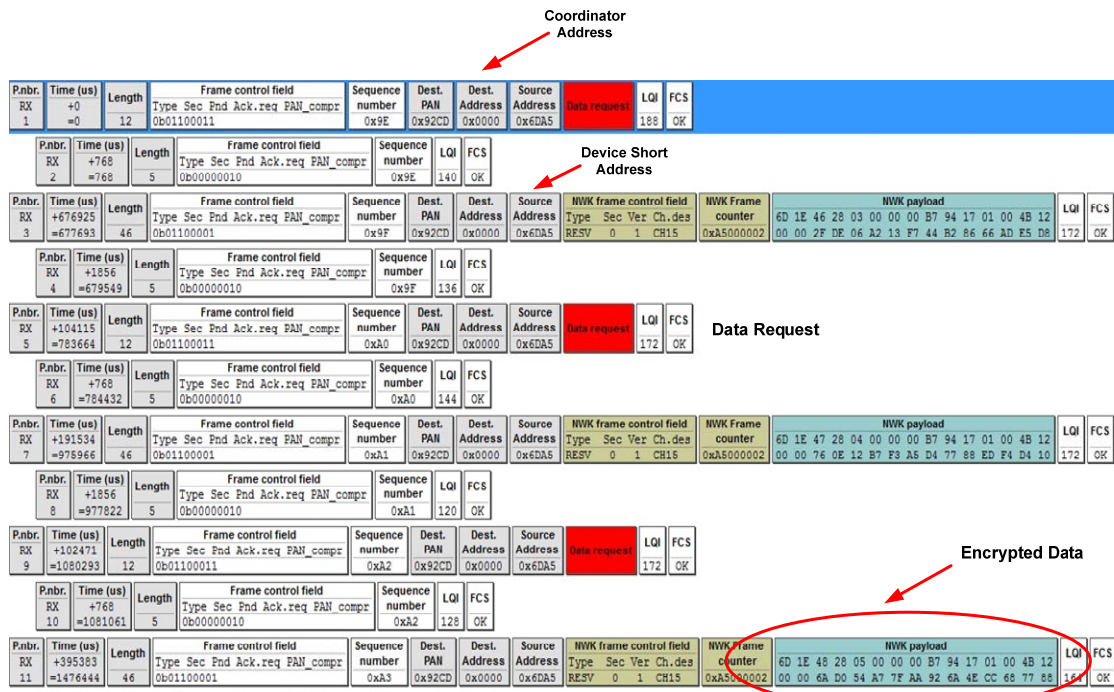 Coordinator
Address
P.nbr. Time (us) Length Frame control field Sequence Dest. Dest. Source Data request LQI FCS
RX +0 Type Sec Pnd Ack.req PAN_compr number PAN Address Address
1 =0 12 0b01100011 0x9E 0x92CD 0x0000 0x6DA5 188 OK
P.nbr. Time (us) Length Frame control field Sequence LQI FCS
RX +768 Type Sec Pnd Ack.req PAN_compr number
2 =768 5 0b00000010 0x9E 140 OK
Device Short
Address
P.nbr. Time (us) Length Frame control field Sequence Dest. Dest. Source NWK frame control field NWK Frame NWK payload LQI FCS
RX +676925 Type Sec Pnd Ack.req PAN_compr number PAN Address Address Type Sec Ver Ch.des counter 6D 1E 46 28 03 00 00 00 B7 94 17 01 00 4B 12
3 =677693 46 0b01100001 0x9F 0x92CD 0x0000 0x6DA5 RESV 0 1 CH15 0xA5000002 00 00 2F DE 06 A2 13 F7 44 B2 86 66 AD E5 D8 172 OK
P.nbr. Time (us) Length Frame control field Sequence LQI FCS
RX +1856 Type Sec Pnd Ack.req PAN_compr number
4 =679549 5 0b00000010 0x9F 136 OK
P.nbr. Time (us) Length Frame control field Sequence Dest. Dest. Source Data request LQI FCS
RX +104115 Type Sec Pnd Ack.req PAN_compr number PAN Address Address
5 =783664 12 0b01100011 0xA0 0x92CD 0x0000 0x6DA5 172 OK
Data Request
P.nbr. Time (us) Length Frame control field Sequence LQI FCS
RX +768 Type Sec Pnd Ack.req PAN_compr number
6 =784432 5 0b00000010 0xA0 144 OK
P.nbr. Time (us) Length Frame control field Sequence Dest. Dest. Source NWK frame control field NWK Frame NWK payload LQI FCS
RX +191534 Type Sec Pnd Ack.req PAN_compr number PAN Address Address Type Sec Ver Ch.des counter 6D 1E 47 28 04 00 00 00 B7 94 17 01 00 4B 12
7 =975966 46 0b01100001 0xA1 0x92CD 0x0000 0x6DA5 RESV 0 1 CH15 0xA5000002 00 00 76 0E 12 B7 F3 A5 D4 77 88 ED F4 D4 10 172 OK
P.nbr. Time (us) Length Frame control field Sequence LQI FCS
RX +1856 Type Sec Pnd Ack.req PAN_compr number
8 =977822 5 0b00000010 0xA1 120 OK
P.nbr. Time (us) Length Frame control field Sequence Dest. Dest. Source Data request LQI FCS
RX +102471 Type Sec Pnd Ack.req PAN_compr number PAN Address Address
9 =1080293 12 0b01100011 0xA2 0x92CD 0x0000 0x6DA5 172 OK
Encrypted Data
P.nbr. Time (us) Length Frame control field Sequence LQI FCS
RX +768 Type Sec Pnd Ack.req PAN_compr number
10 =1081061 5 0b00000010 0xA2 128 OK
P.nbr. Time (us) Length Frame control field Sequence Dest. Dest. Source NWK frame control field NWK Frame NWK payload LQI FCS
RX +395383 Type Sec Pnd Ack.req PAN_compr number PAN Address Address Type Sec Ver Ch.des counter 6D 1E 48 28 05 00 00 00 B7 94 17 01 00 4B 12
11 =1476444 46 0b01100001 0xA3 0x92CD 0x0000 0x6DA5 RESV 0 1 CH15 0xA5000002 00 00 6A D0 54 A7 7F AA 92 6A 4E CC 68 77 88 164 OK